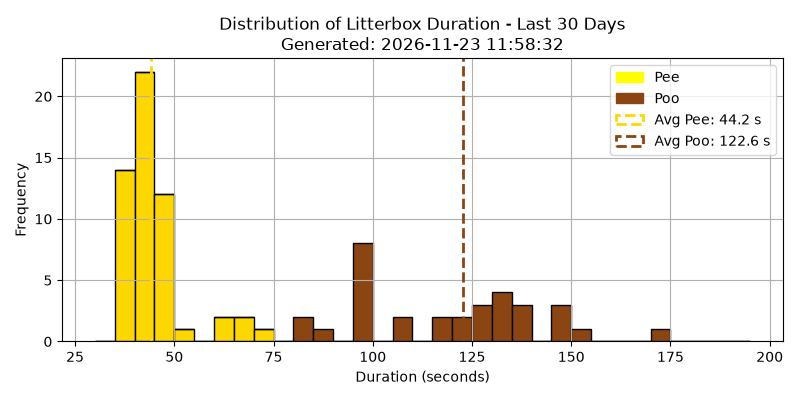 Distribution of Litterbox Duration - Last 30 Days
Generated: 2026-11-23 11:58:32
Pee
Poo
Avg Pee: 44.2 s
Avg Poo: 122.6 s
Frequency
20
15
10
5
0
25 50 75 100 125 150 175 200
Duration (seconds)